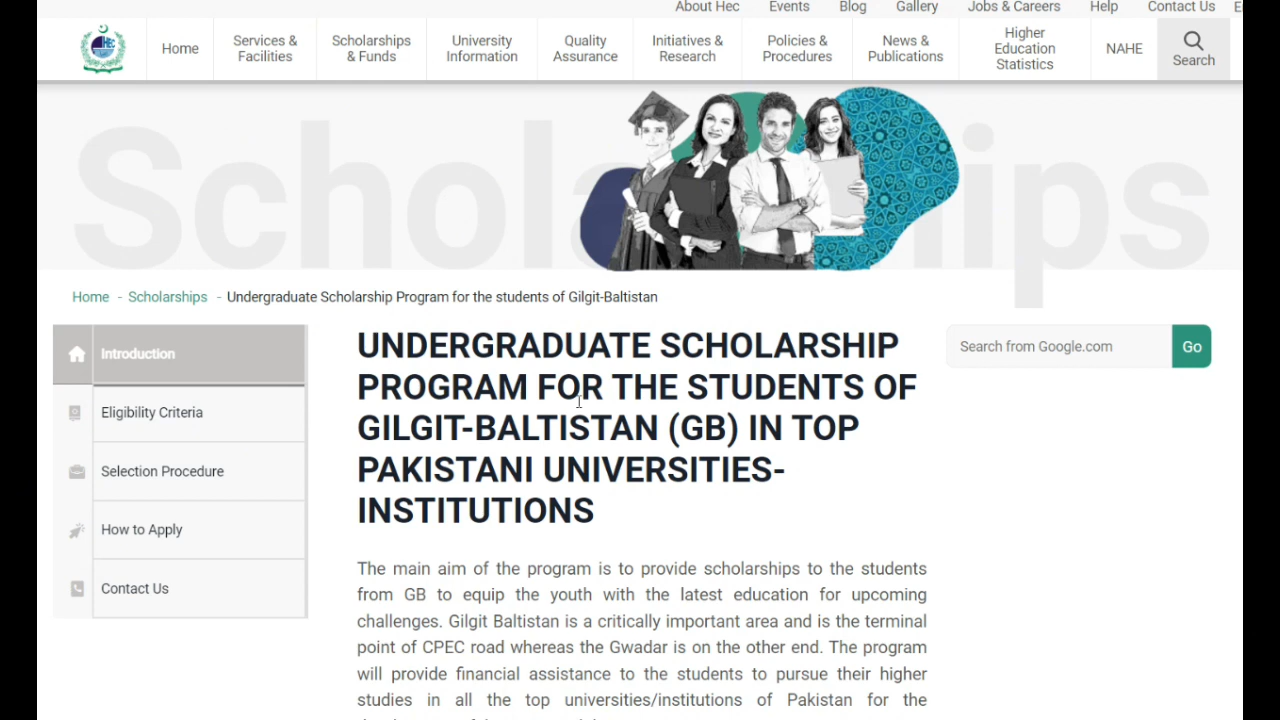 About Hec Events Blog Gallery Jobs & Careers Help Contact Us
HEC
Home
Services &
Facilities
Scholarships
& Funds
University
Information
Quality
Assurance
Initiatives &
Research
Policies &
Procedures
News &
Publications
Higher
Education
Statistics
NAHE
Search
Home - Scholarships - Undergraduate Scholarship Program for the students of Gilgit-Baltistan
Introduction
Eligibility Criteria
Selection Procedure
How to Apply
Contact Us
UNDERGRADUATE SCHOLARSHIP
PROGRAM FOR THE STUDENTS OF
GILGIT-BALTISTAN (GB) IN TOP
PAKISTANI UNIVERSITIES-
INSTITUTIONS
The main aim of the program is to provide scholarships to the students
from GB to equip the youth with the latest education for upcoming
challenges. Gilgit Baltistan is a critically important area and is the terminal
point of CPEC road whereas the Gwadar is on the other end. The program
will provide financial assistance to the students to pursue their higher
studies in all the top universities/institutions of Pakistan for the
Search from Google.com
Go